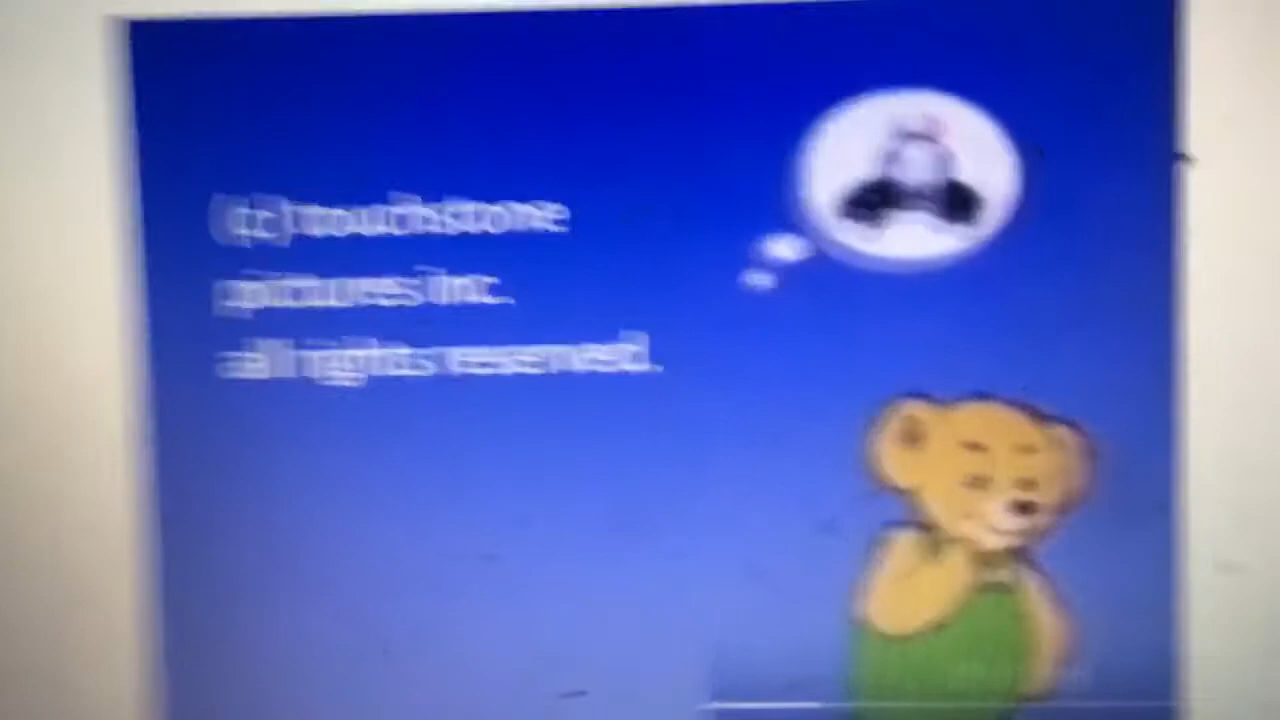 (c) touchstone
pictures inc.
all rights reserved.